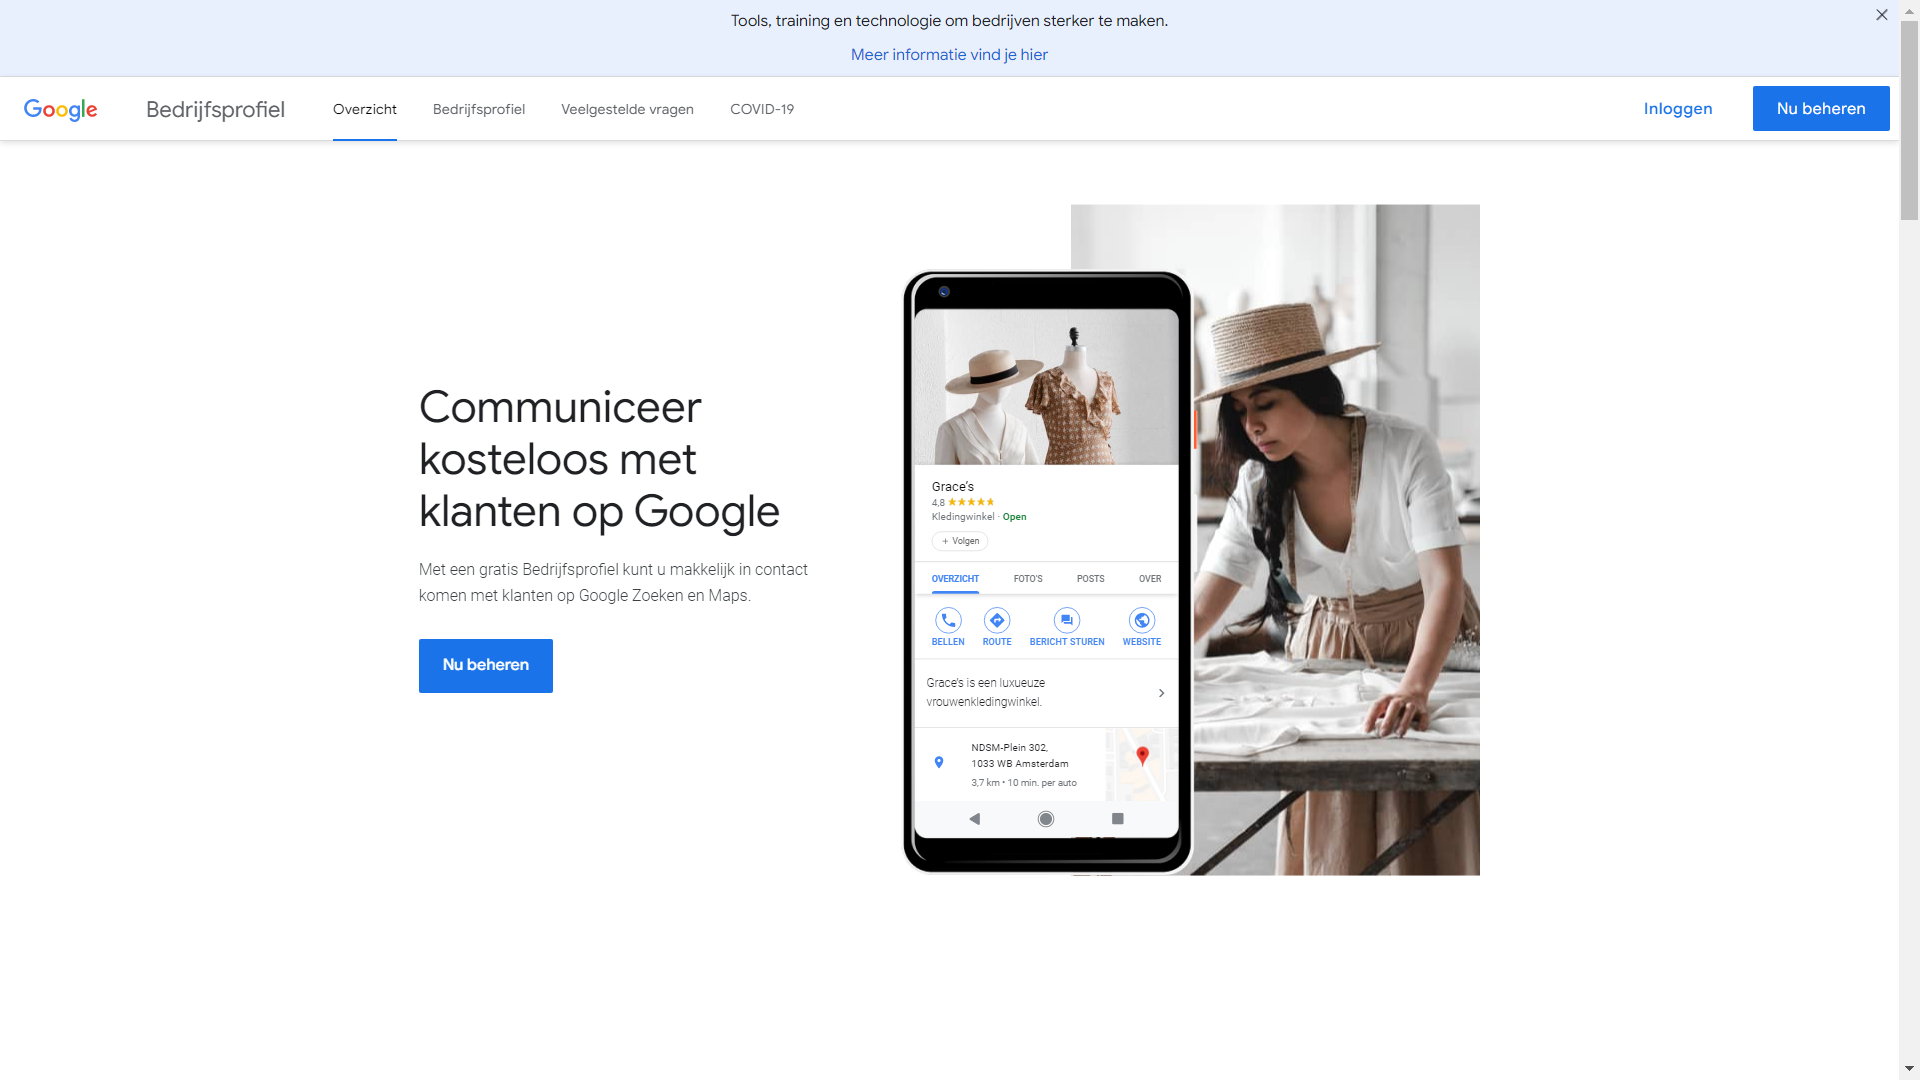 Tools, training en technologie om bedrijven sterker te maken.
Meer informatie vind je hier
Google Bedrijfsprofiel Overzicht Bedrijfsprofiel Veelgestelde vragen COVID-19 Inloggen Nu beheren
Communiceer
kosteloos met
klanten op Google
Met een gratis Bedrijfsprofiel kunt u makkelijk in contact
komen met klanten op Google Zoeken en Maps.
Nu beheren
Grace's
4,8
Kledingwinkel · Open
+ Volgen
OVERZICHT FOTO'S POSTS OVER
BELLEN ROUTE BERICHT STUREN WEBSITE
Grace's is een luxueuze
vrouwenkledingwinkel.
NDSM-Plein 302,
1033 WB Amsterdam
3,7 km • 10 min. per auto